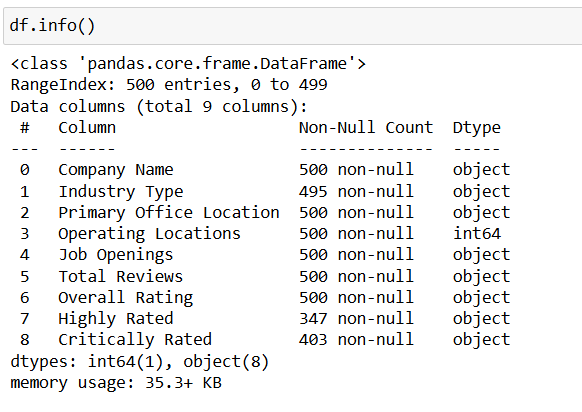 df.info()
<class 'pandas.core.frame.DataFrame'>
RangeIndex: 500 entries, 0 to 499
Data columns (total 9 columns):
 #   Column                   Non-Null Count  Dtype
---  ------                   --------------  -----
 0   Company Name             500 non-null    object
 1   Industry Type            495 non-null    object
 2   Primary Office Location  500 non-null    object
 3   Operating Locations      500 non-null    int64
 4   Job Openings             500 non-null    object
 5   Total Reviews            500 non-null    object
 6   Overall Rating           500 non-null    object
 7   Highly Rated             347 non-null    object
 8   Critically Rated         403 non-null    object
dtypes: int64(1), object(8)
memory usage: 35.3+ KB